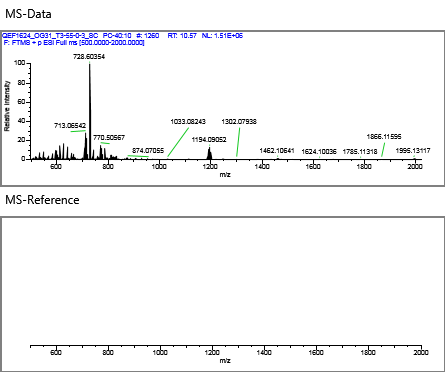 MS-Data
QEF1624_OG31_T3-55-0-3_SC PC-40:10 #: 1260 RT: 10.57 NL: 1.51E+06
F: FTMS + p ESI Full ms [500.0000-2000.0000]
728.60354
100
80
60
40
20
0
Relative Intensity
713.06542
770.50567
874.07055
1033.08243
1194.09052
1302.07938
1462.10641
1624.10036
1785.11318
1866.11595
1995.13117
600 800 1000 1200 1400 1600 1800 2000
m/z
MS-Reference
600 800 1000 1200 1400 1600 1800 2000
m/z